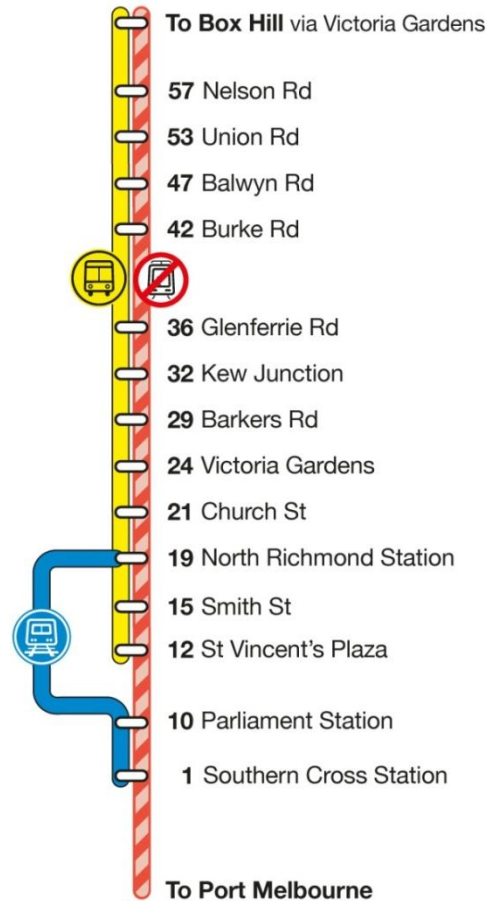 To Box Hill via Victoria Gardens
57 Nelson Rd
53 Union Rd
47 Balwyn Rd
42 Burke Rd
36 Glenferrie Rd
32 Kew Junction
29 Barkers Rd
24 Victoria Gardens
21 Church St
19 North Richmond Station
15 Smith St
12 St Vincent's Plaza
10 Parliament Station
1 Southern Cross Station
To Port Melbourne